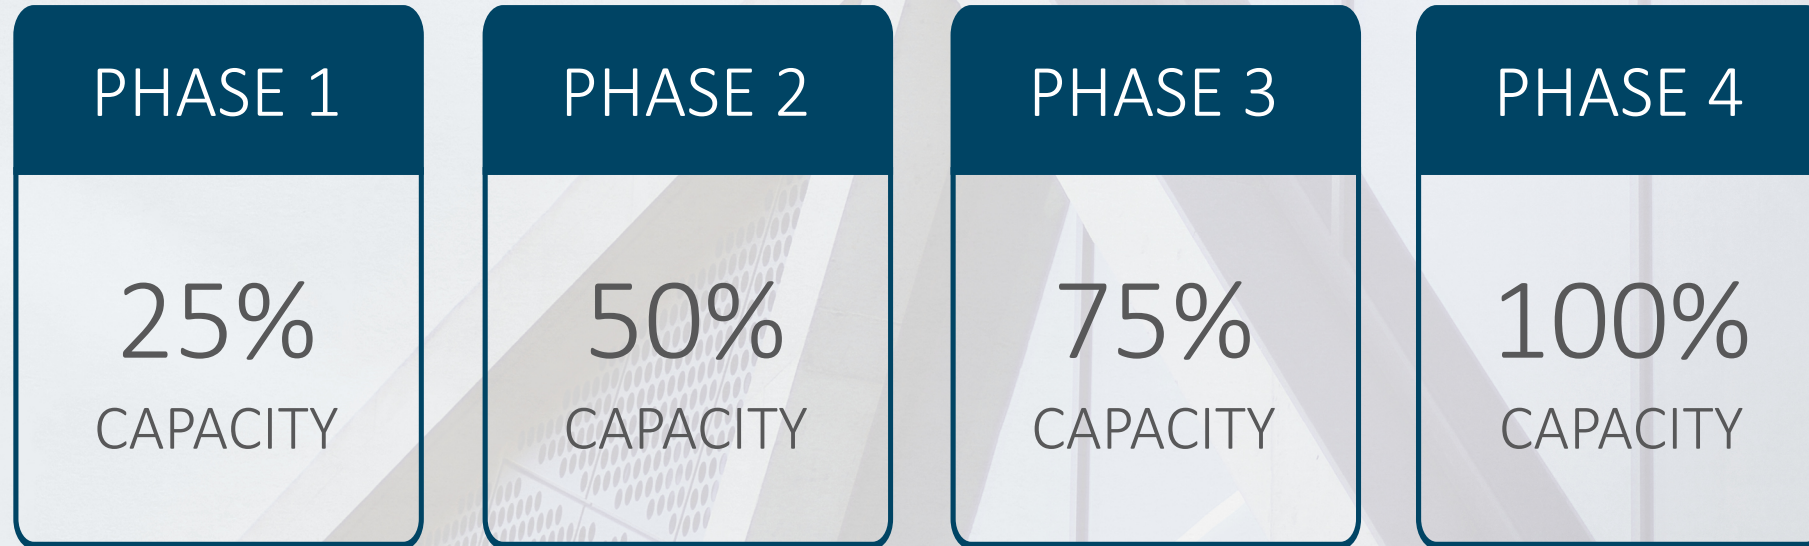 PHASE 1
25%
CAPACITY
PHASE 2
50%
CAPACITY
PHASE 3
75%
CAPACITY
PHASE 4
100%
CAPACITY